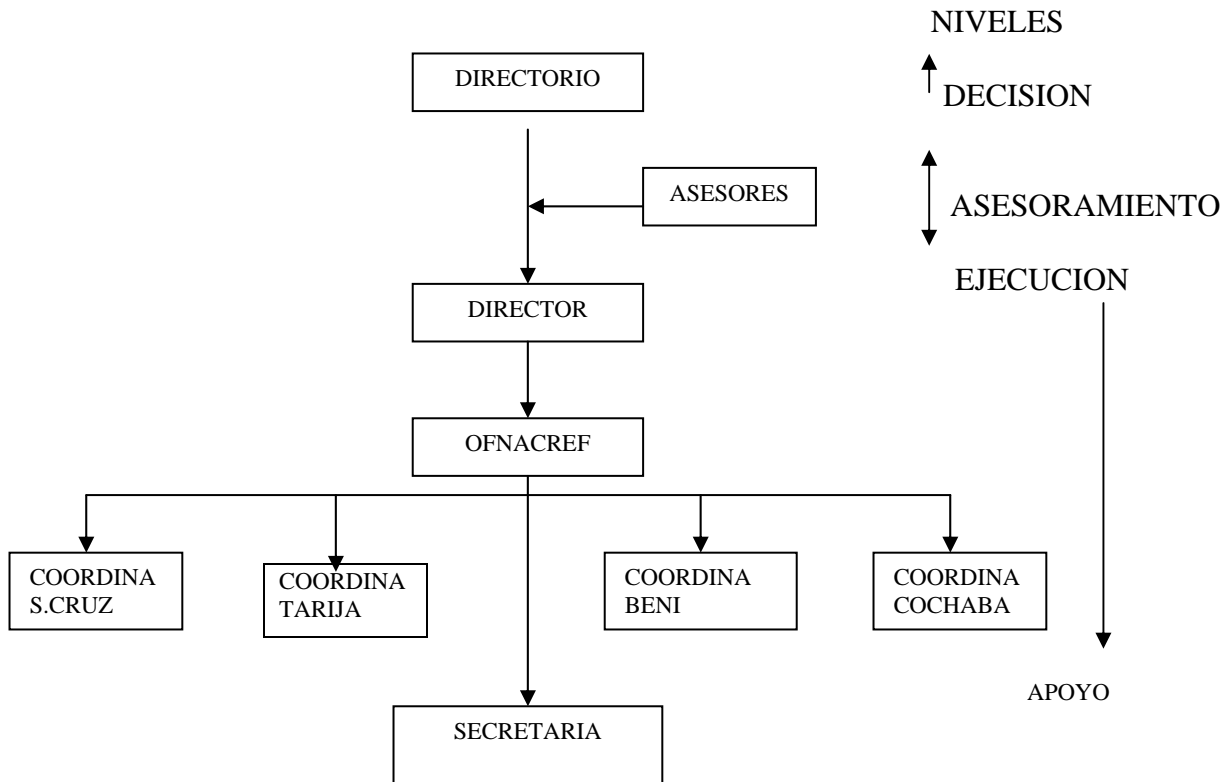 NIVELES
DIRECTORIO
DECISION
ASESORES
ASESORAMIENTO
EJECUCION
DIRECTOR
OFNACREF
COORDINA
S.CRUZ
COORDINA
TARIJA
COORDINA
BENI
COORDINA
COCHABA
APOYO
SECRETARIA